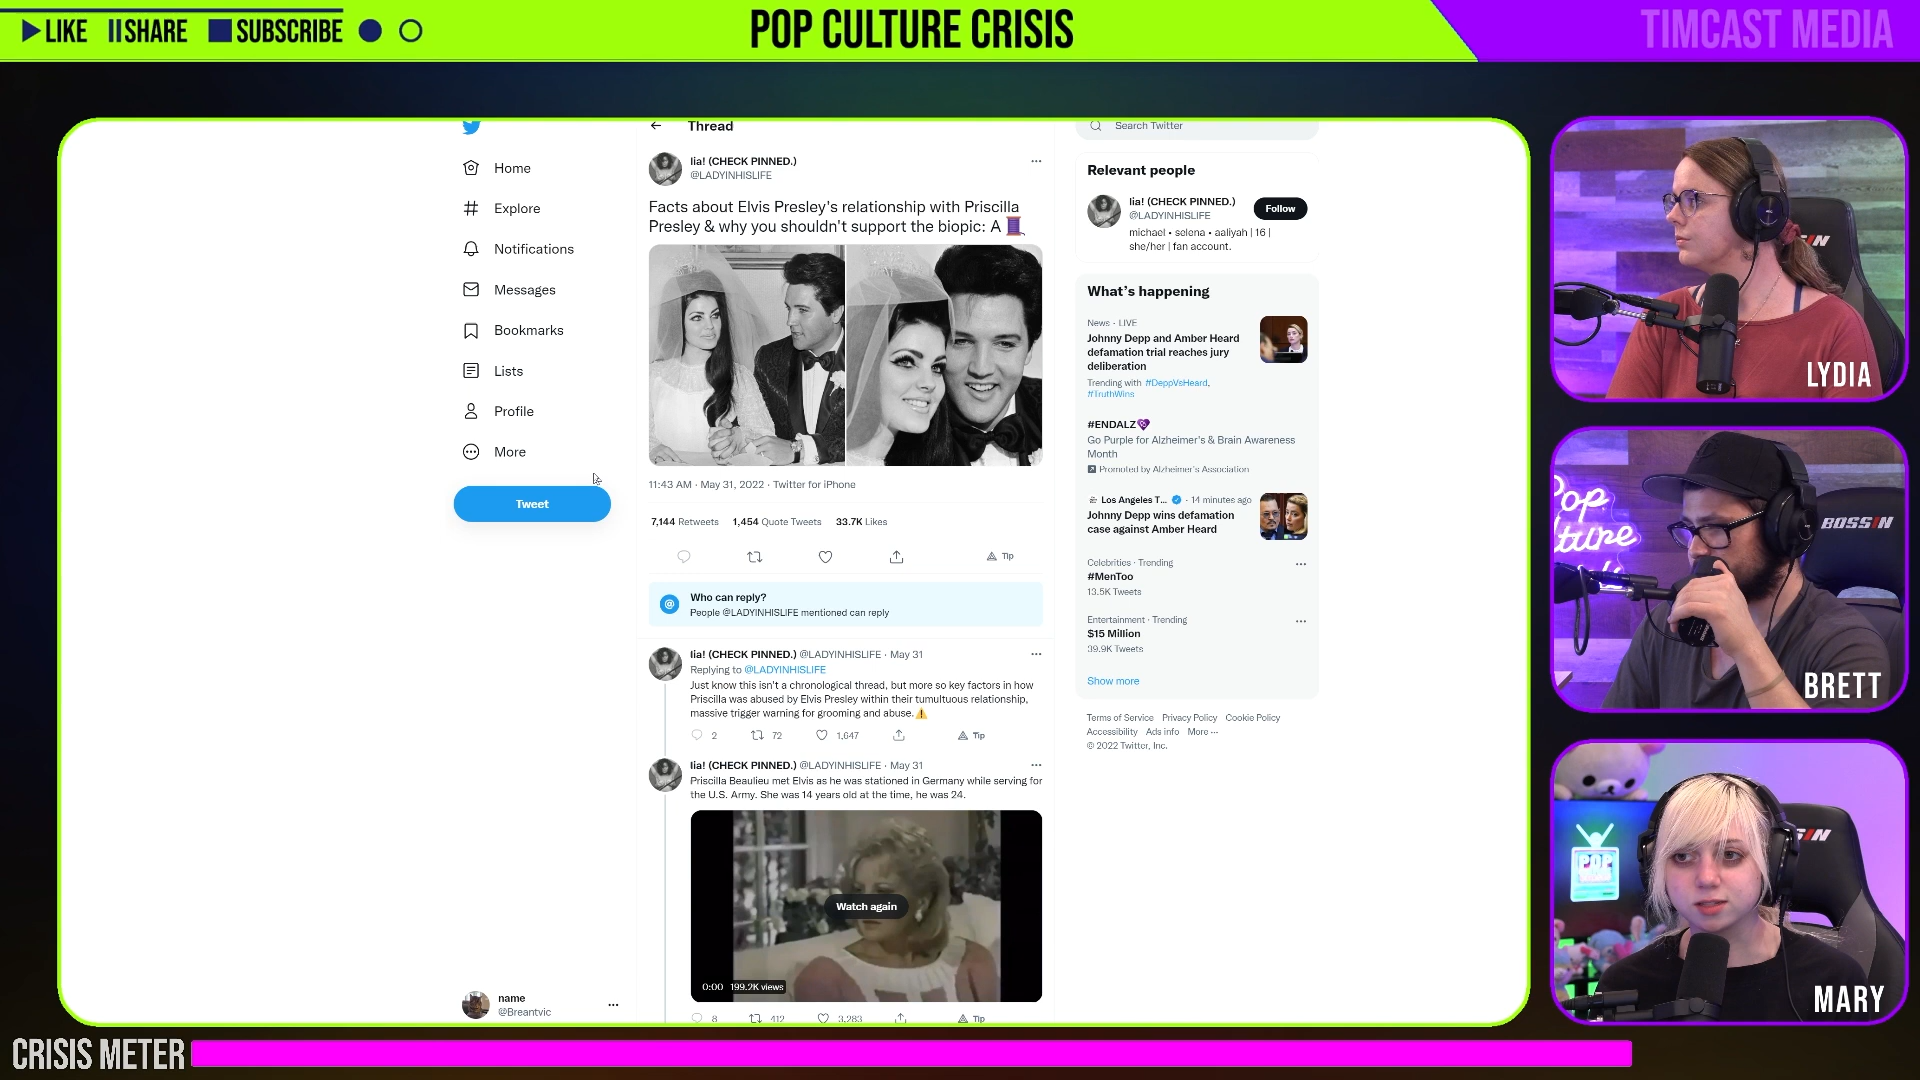 LIKE SHARE SUBSCRIBE
POP CULTURE CRISIS
TIMCAST MEDIA
Home
Explore
Notifications
Messages
Bookmarks
Lists
Profile
More
Tweet
name
@Breantvic
Thread
lia! (CHECK PINNED.)
@LADYINHISLIFE
Facts about Elvis Presley's relationship with Priscilla
Presley & why you shouldn't support the biopic: A
11:43 AM · May 31, 2022 · Twitter for iPhone
7,144 Retweets 1,454 Quote Tweets 33.7K Likes
Tip
Who can reply?
People @LADYINHISLIFE mentioned can reply
lia! (CHECK PINNED.) @LADYINHISLIFE · May 31
Replying to @LADYINHISLIFE
Just know this isn't a chronological thread, but more so key factors in how
Priscilla was abused by Elvis Presley within their tumultuous relationship,
massive trigger warning for grooming and abuse.
2 72 1,647 Tip
lia! (CHECK PINNED.) @LADYINHISLIFE · May 31
Priscilla Beaulieu met Elvis as he was stationed in Germany while serving for
the U.S. Army. She was 14 years old at the time, he was 24.
Watch again
0:00 199.2K views
8 412 3,283 Tip
Search Twitter
Relevant people
lia! (CHECK PINNED.)
@LADYINHISLIFE
Follow
michael • selena • aaliyah | 16 |
she/her | fan account.
What's happening
News · LIVE
Johnny Depp and Amber Heard
defamation trial reaches jury
deliberation
Trending with #DeppVsHeard,
#TruthWins
#ENDALZ
Go Purple for Alzheimer's & Brain Awareness
Month
Promoted by Alzheimer's Association
Los Angeles T... · 14 minutes ago
Johnny Depp wins defamation
case against Amber Heard
Celebrities · Trending
#MenToo
13.5K Tweets
Entertainment · Trending
$15 Million
39.9K Tweets
Show more
Terms of Service Privacy Policy Cookie Policy
Accessibility Ads info More ···
© 2022 Twitter, Inc.
LYDIA
Pop
BOSSIN
BRETT
POP
MARY
CRISIS METER